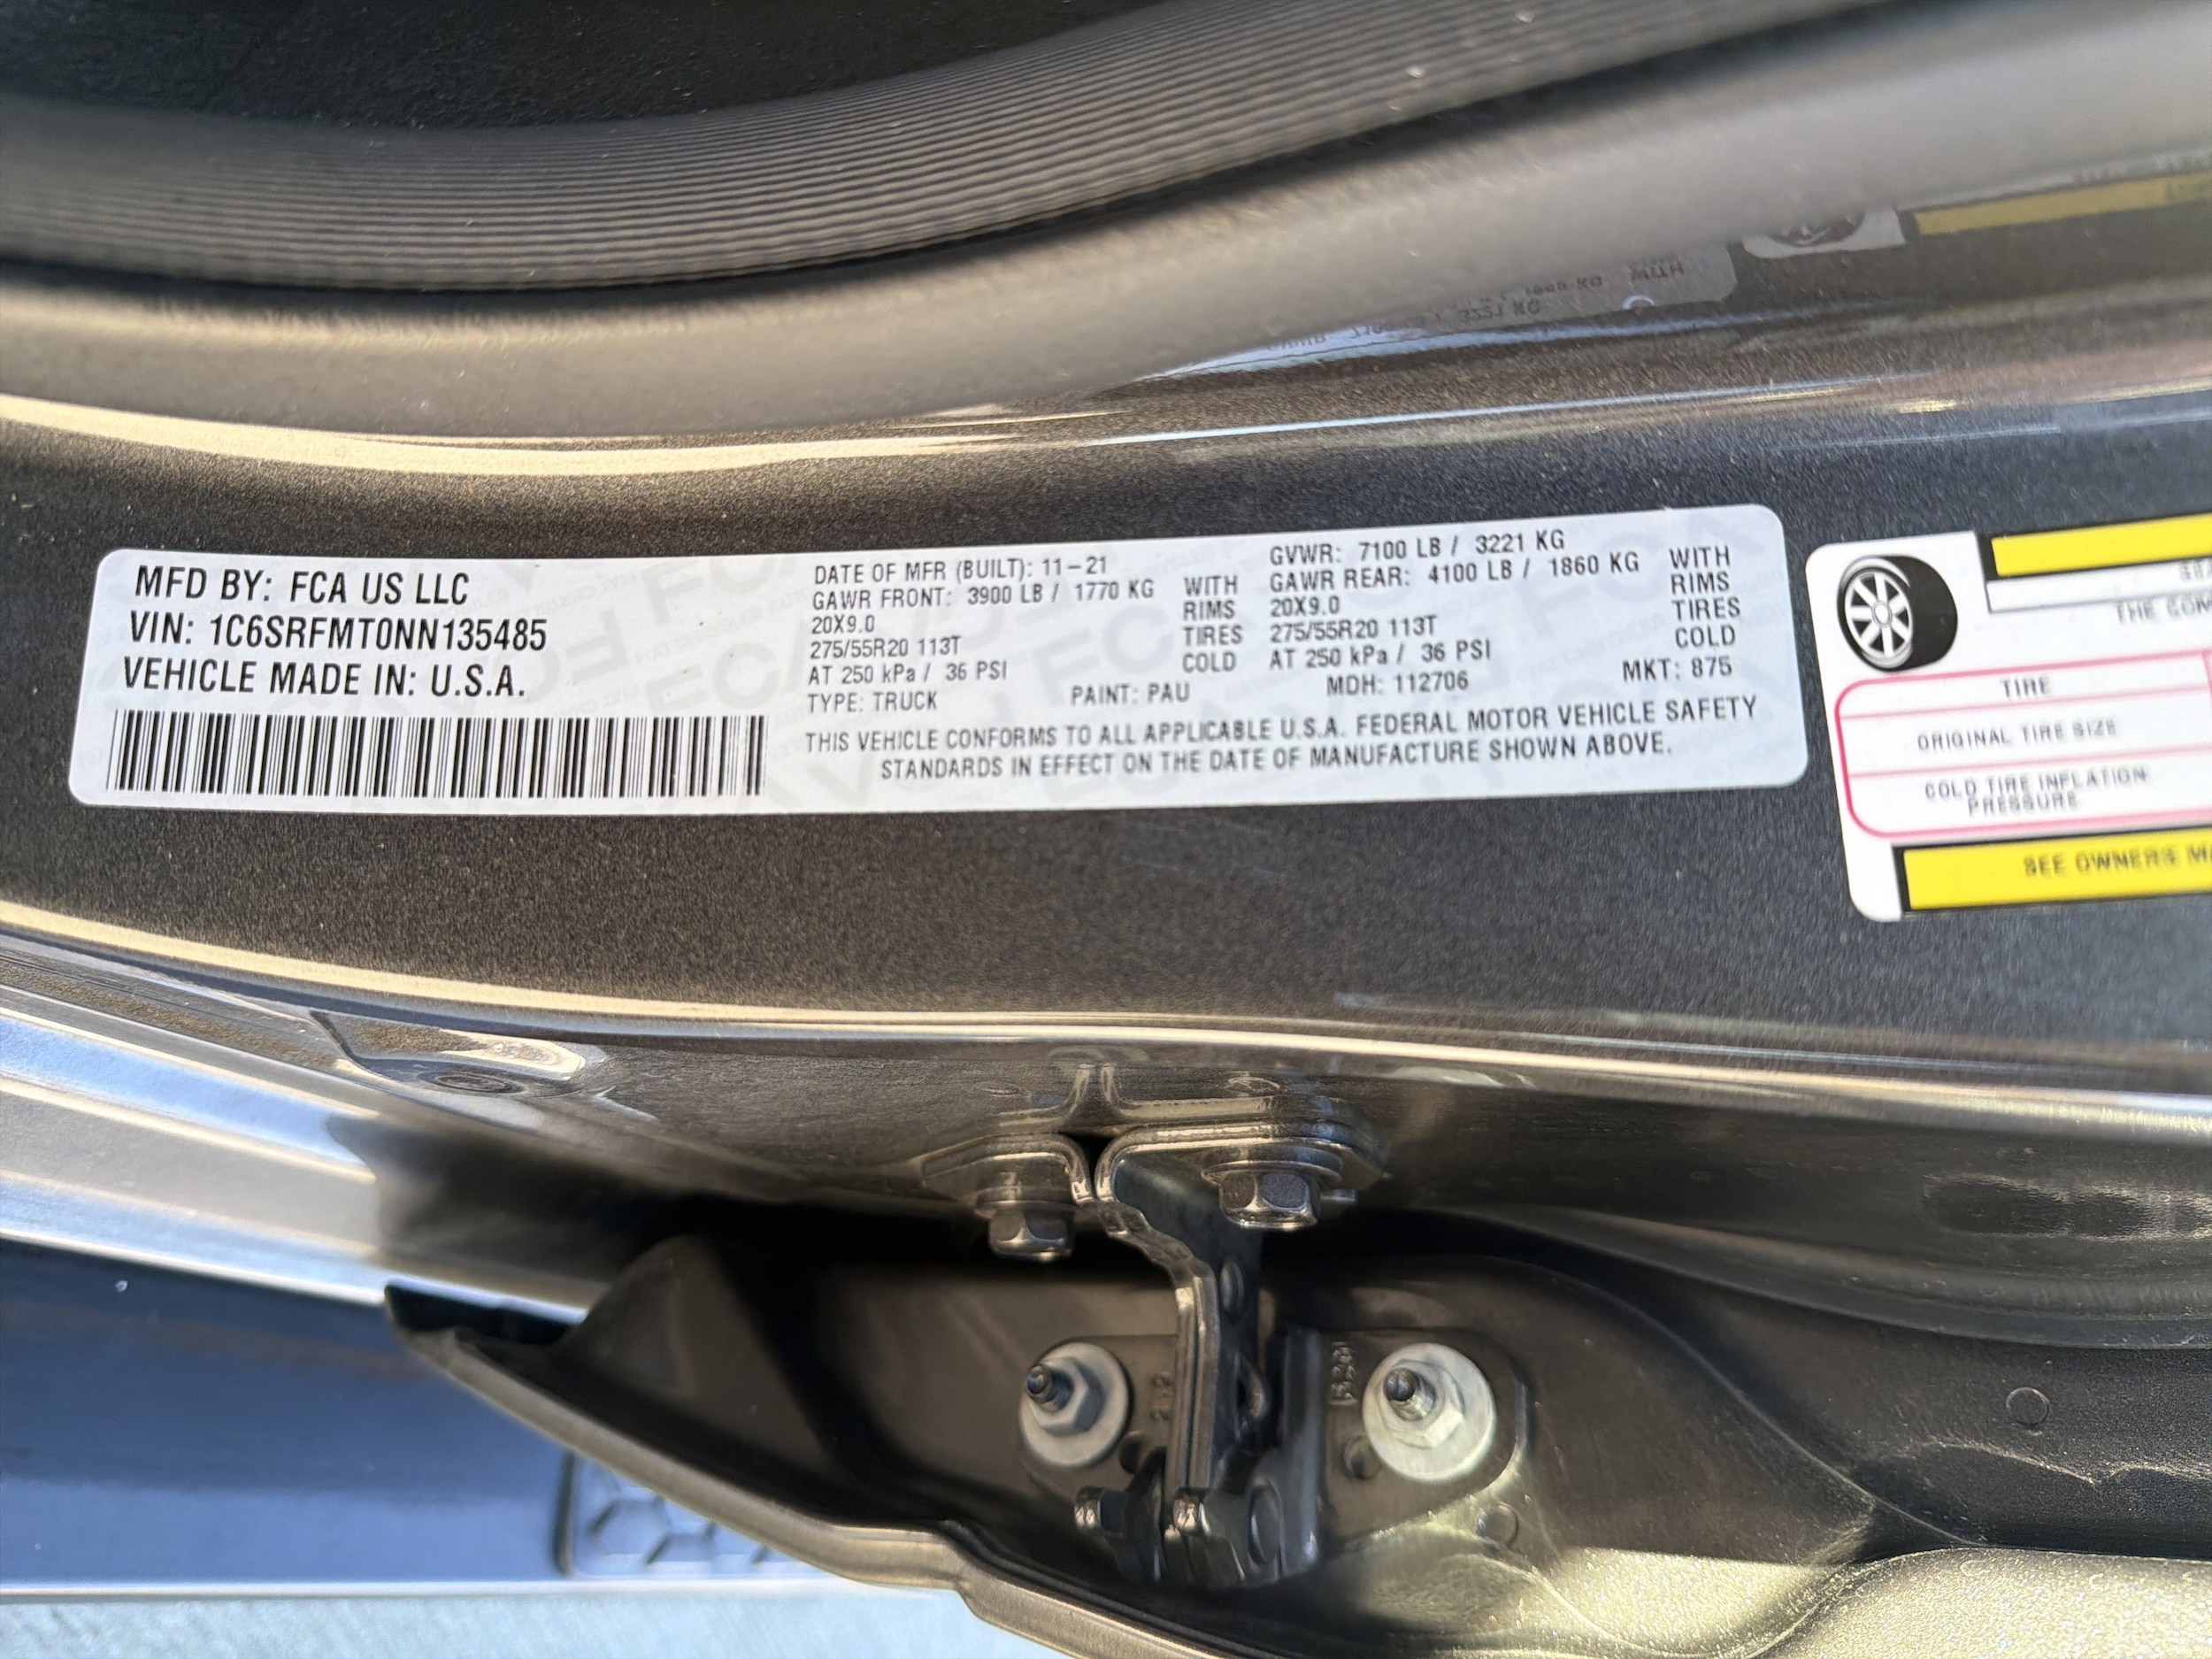 MFD BY: FCA US LLC
VIN: 1C6SRFMT0NN135485
VEHICLE MADE IN: U.S.A.
DATE OF MFR (BUILT): 11-21
GAWR FRONT: 3900 LB / 1770 KG WITH
20X9.0 RIMS
275/55R20 113T TIRES
AT 250 kPa / 36 PSI COLD
GVWR: 7100 LB / 3221 KG
GAWR REAR: 4100 LB / 1860 KG WITH
20X9.0 RIMS
275/55R20 113T TIRES
AT 250 kPa / 36 PSI COLD
TYPE: TRUCK PAINT: PAU MDH: 112706 MKT: 875
THIS VEHICLE CONFORMS TO ALL APPLICABLE U.S.A. FEDERAL MOTOR VEHICLE SAFETY
STANDARDS IN EFFECT ON THE DATE OF MANUFACTURE SHOWN ABOVE.
THE
TIRE
ORIGINAL TIRE SIZE
COLD TIRE INFLATION
PRESSURE
SEE OWNERS